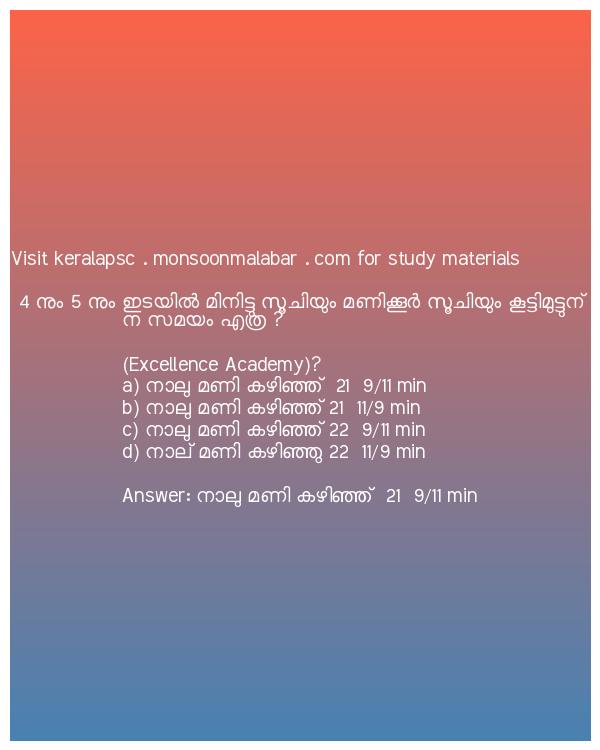 Visit keralapsc . monsoonmalabar . com for study materials
4 നും 5 നും ഇടയിൽ മിനിട്ടു സൂചിയും മണിക്കൂർ സൂചിയും കൂട്ടിമുട്ടുന്
ന സമയം എത്ര ?
(Excellence Academy)?
a) നാലു മണി കഴിഞ്ഞ് 21 9/11 min
b) നാലു മണി കഴിഞ്ഞ് 21 11/9 min
c) നാലു മണി കഴിഞ്ഞ് 22 9/11 min
d) നാല് മണി കഴിഞ്ഞു 22 11/9 min
Answer: നാലു മണി കഴിഞ്ഞ് 21 9/11 min